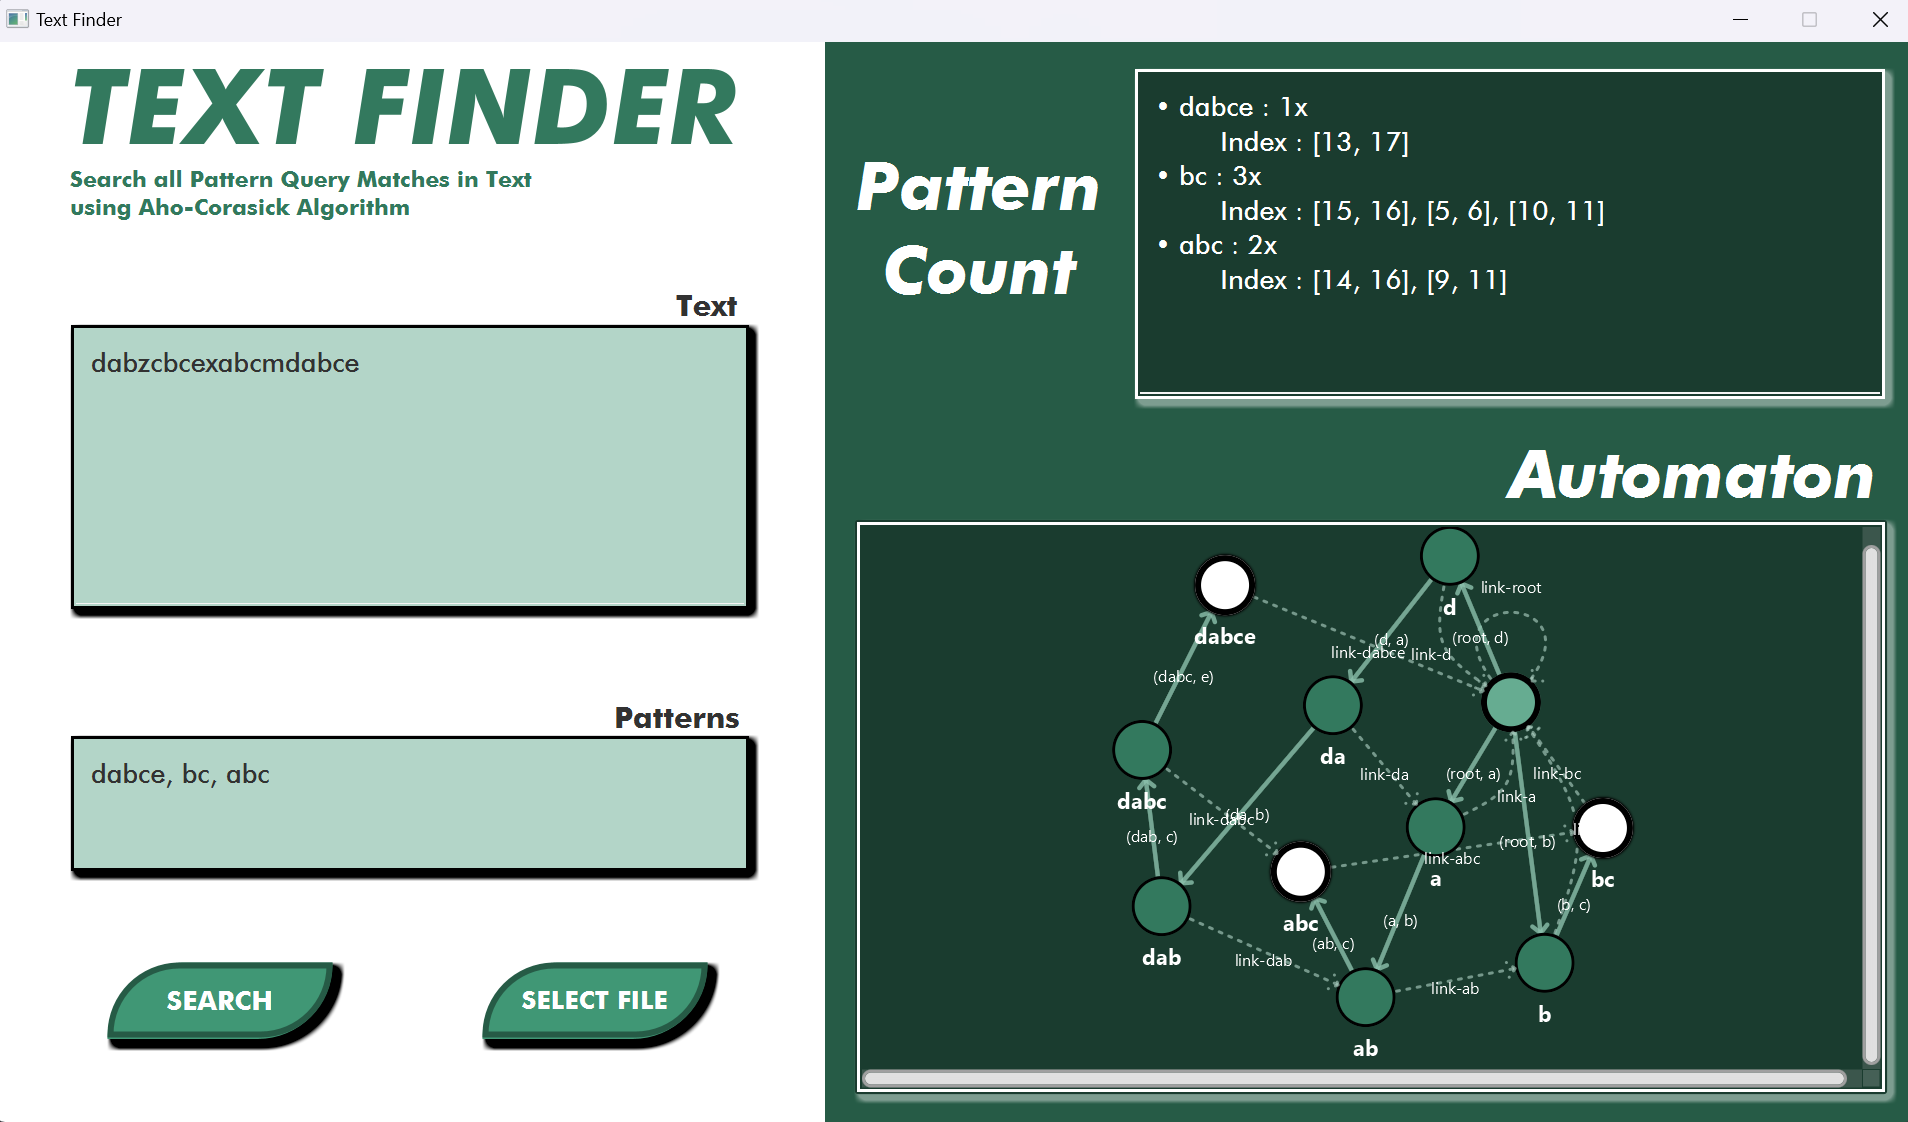 Text Finder
TEXT FINDER
Search all Pattern Query Matches in Text
using Aho-Corasick Algorithm
Text
dabzcbcexabcmdabce
Patterns
dabce, bc, abc
SEARCH
SELECT FILE
Pattern
Count
• dabce : 1x
Index : [13, 17]
• bc : 3x
Index : [15, 16], [5, 6], [10, 11]
• abc : 2x
Index : [14, 16], [9, 11]
Automaton
link-root
d
dabce
(d, a)
(root, d)
link-dabce
link-d
(dabc, e)
da
link-da
(root, a)
link-bc
link-a
dabc
link-dabc
(da, b)
(dab, c)
(root, b)
link-abc
a
bc
(b, c)
abc
(a, b)
(ab, c)
dab
link-dab
link-ab
b
ab